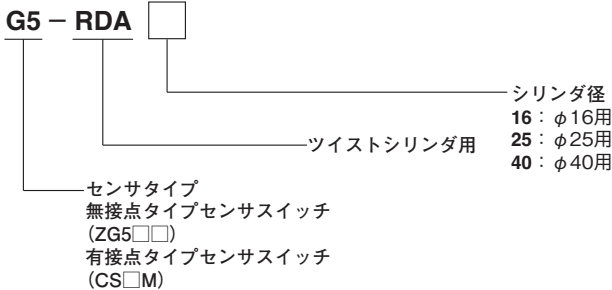 G5－RDA□
シリンダ径
16：φ16用
25：φ25用
40：φ40用
ツイストシリンダ用
センサタイプ
無接点タイプセンサスイッチ
(ZG5□□)
有接点タイプセンサスイッチ
(CS□M)